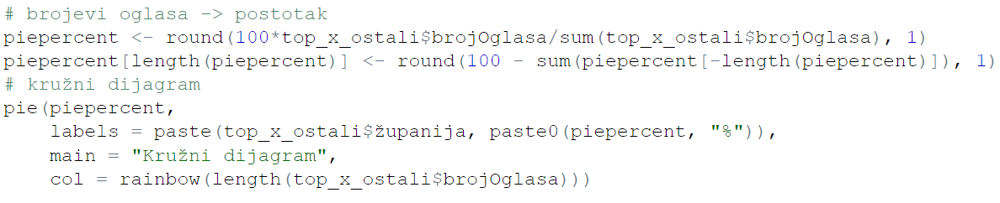 # brojevi oglasa -> postotak
piepercent <- round(100*top_x_ostali$brojOglasa/sum(top_x_ostali$brojOglasa), 1)
piepercent[length(piepercent)] <- round(100 - sum(piepercent[-length(piepercent)]), 1)
# kružni dijagram
pie(piepercent,
    labels = paste(top_x_ostali$županija, paste0(piepercent, "%")),
    main = "Kružni dijagram",
    col = rainbow(length(top_x_ostali$brojOglasa)))